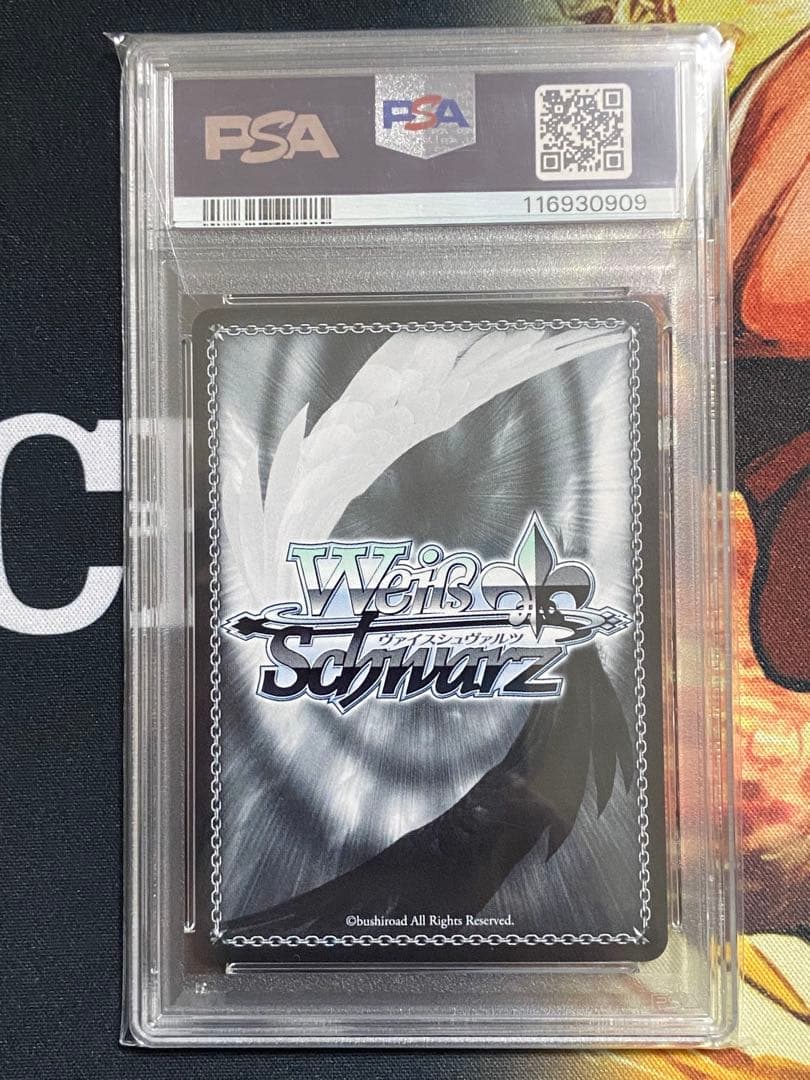 PSA
PSA
116930909
C
Weiß
ヴァイスシュヴァルツ
Schwarz
©bushiroad All Rights Reserved.
PSA